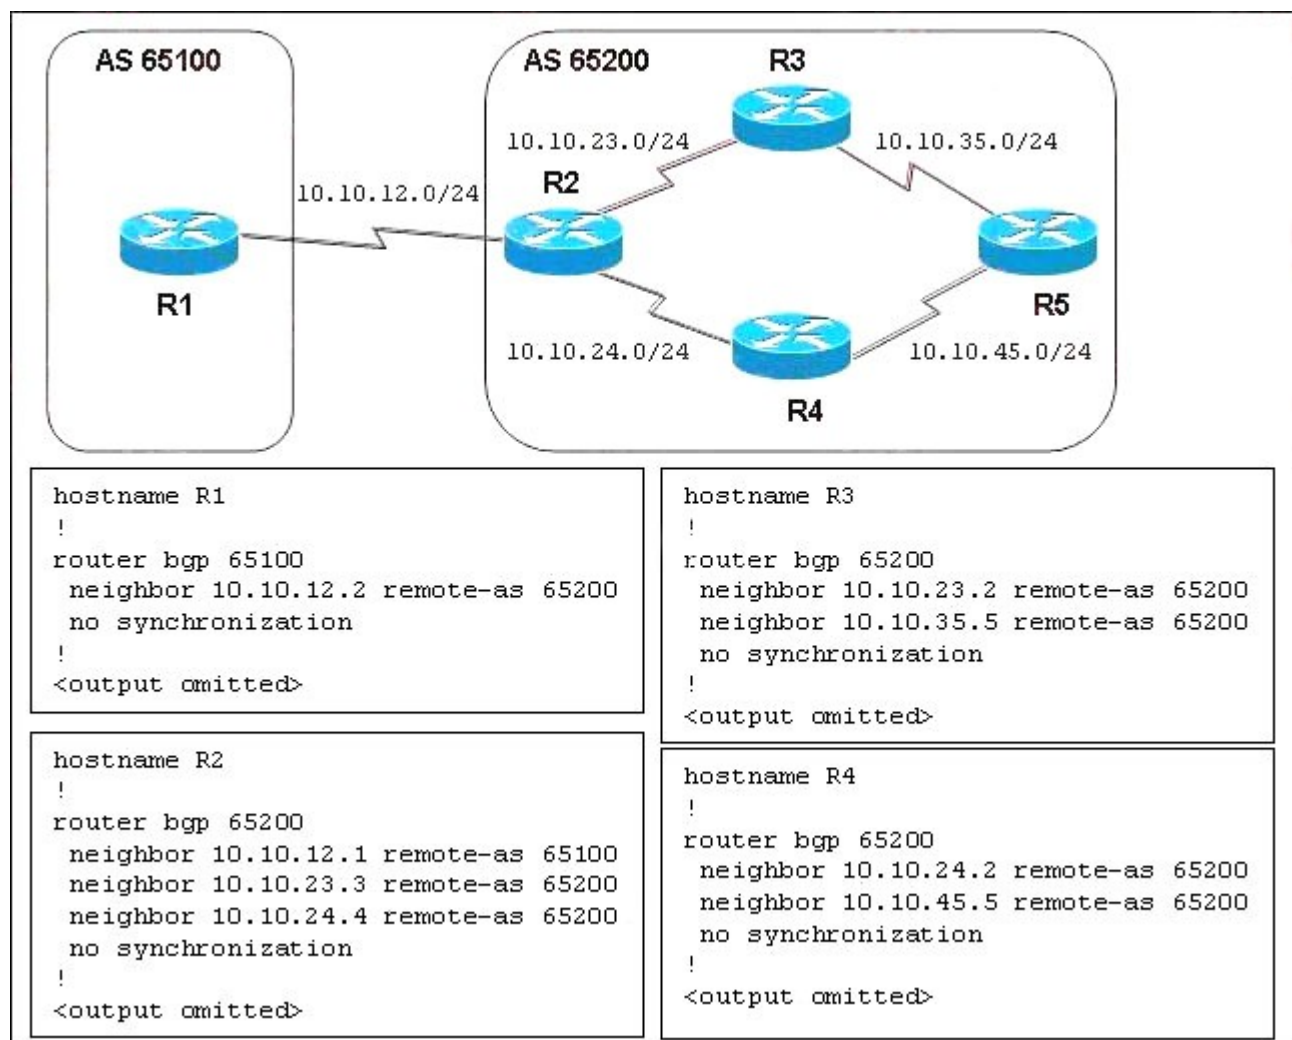 AS 65100
AS 65200
R3
10.10.23.0/24
10.10.35.0/24
R2
10.10.12.0/24
R1
R5
10.10.24.0/24
10.10.45.0/24
R4
hostname R1
!
router bgp 65100
neighbor 10.10.12.2 remote-as 65200
no synchronization
!
<output omitted>
hostname R2
!
router bgp 65200
neighbor 10.10.12.1 remote-as 65100
neighbor 10.10.23.3 remote-as 65200
neighbor 10.10.24.4 remote-as 65200
no synchronization
!
<output omitted>
hostname R3
!
router bgp 65200
neighbor 10.10.23.2 remote-as 65200
neighbor 10.10.35.5 remote-as 65200
no synchronization
!
<output omitted>
hostname R4
!
router bgp 65200
neighbor 10.10.24.2 remote-as 65200
neighbor 10.10.45.5 remote-as 65200
no synchronization
!
<output omitted>